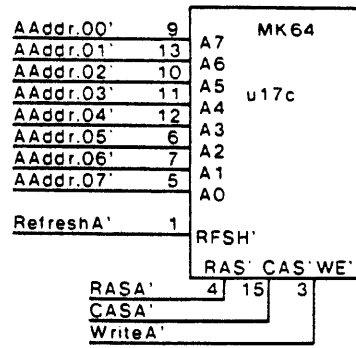 AAddr.00' 9 A7 MK64
AAddr.01' 13 A6
AAddr.02' 10 A5 u17c
AAddr.03' 11 A4
AAddr.04' 12 A3
AAddr.05' 6 A2
AAddr.06' 7 A1
AAddr.07' 5 A0
RefreshA' 1 RFSH'
RAS' CAS' WE'
RASA' 4 15 3
CASA'
WriteA'